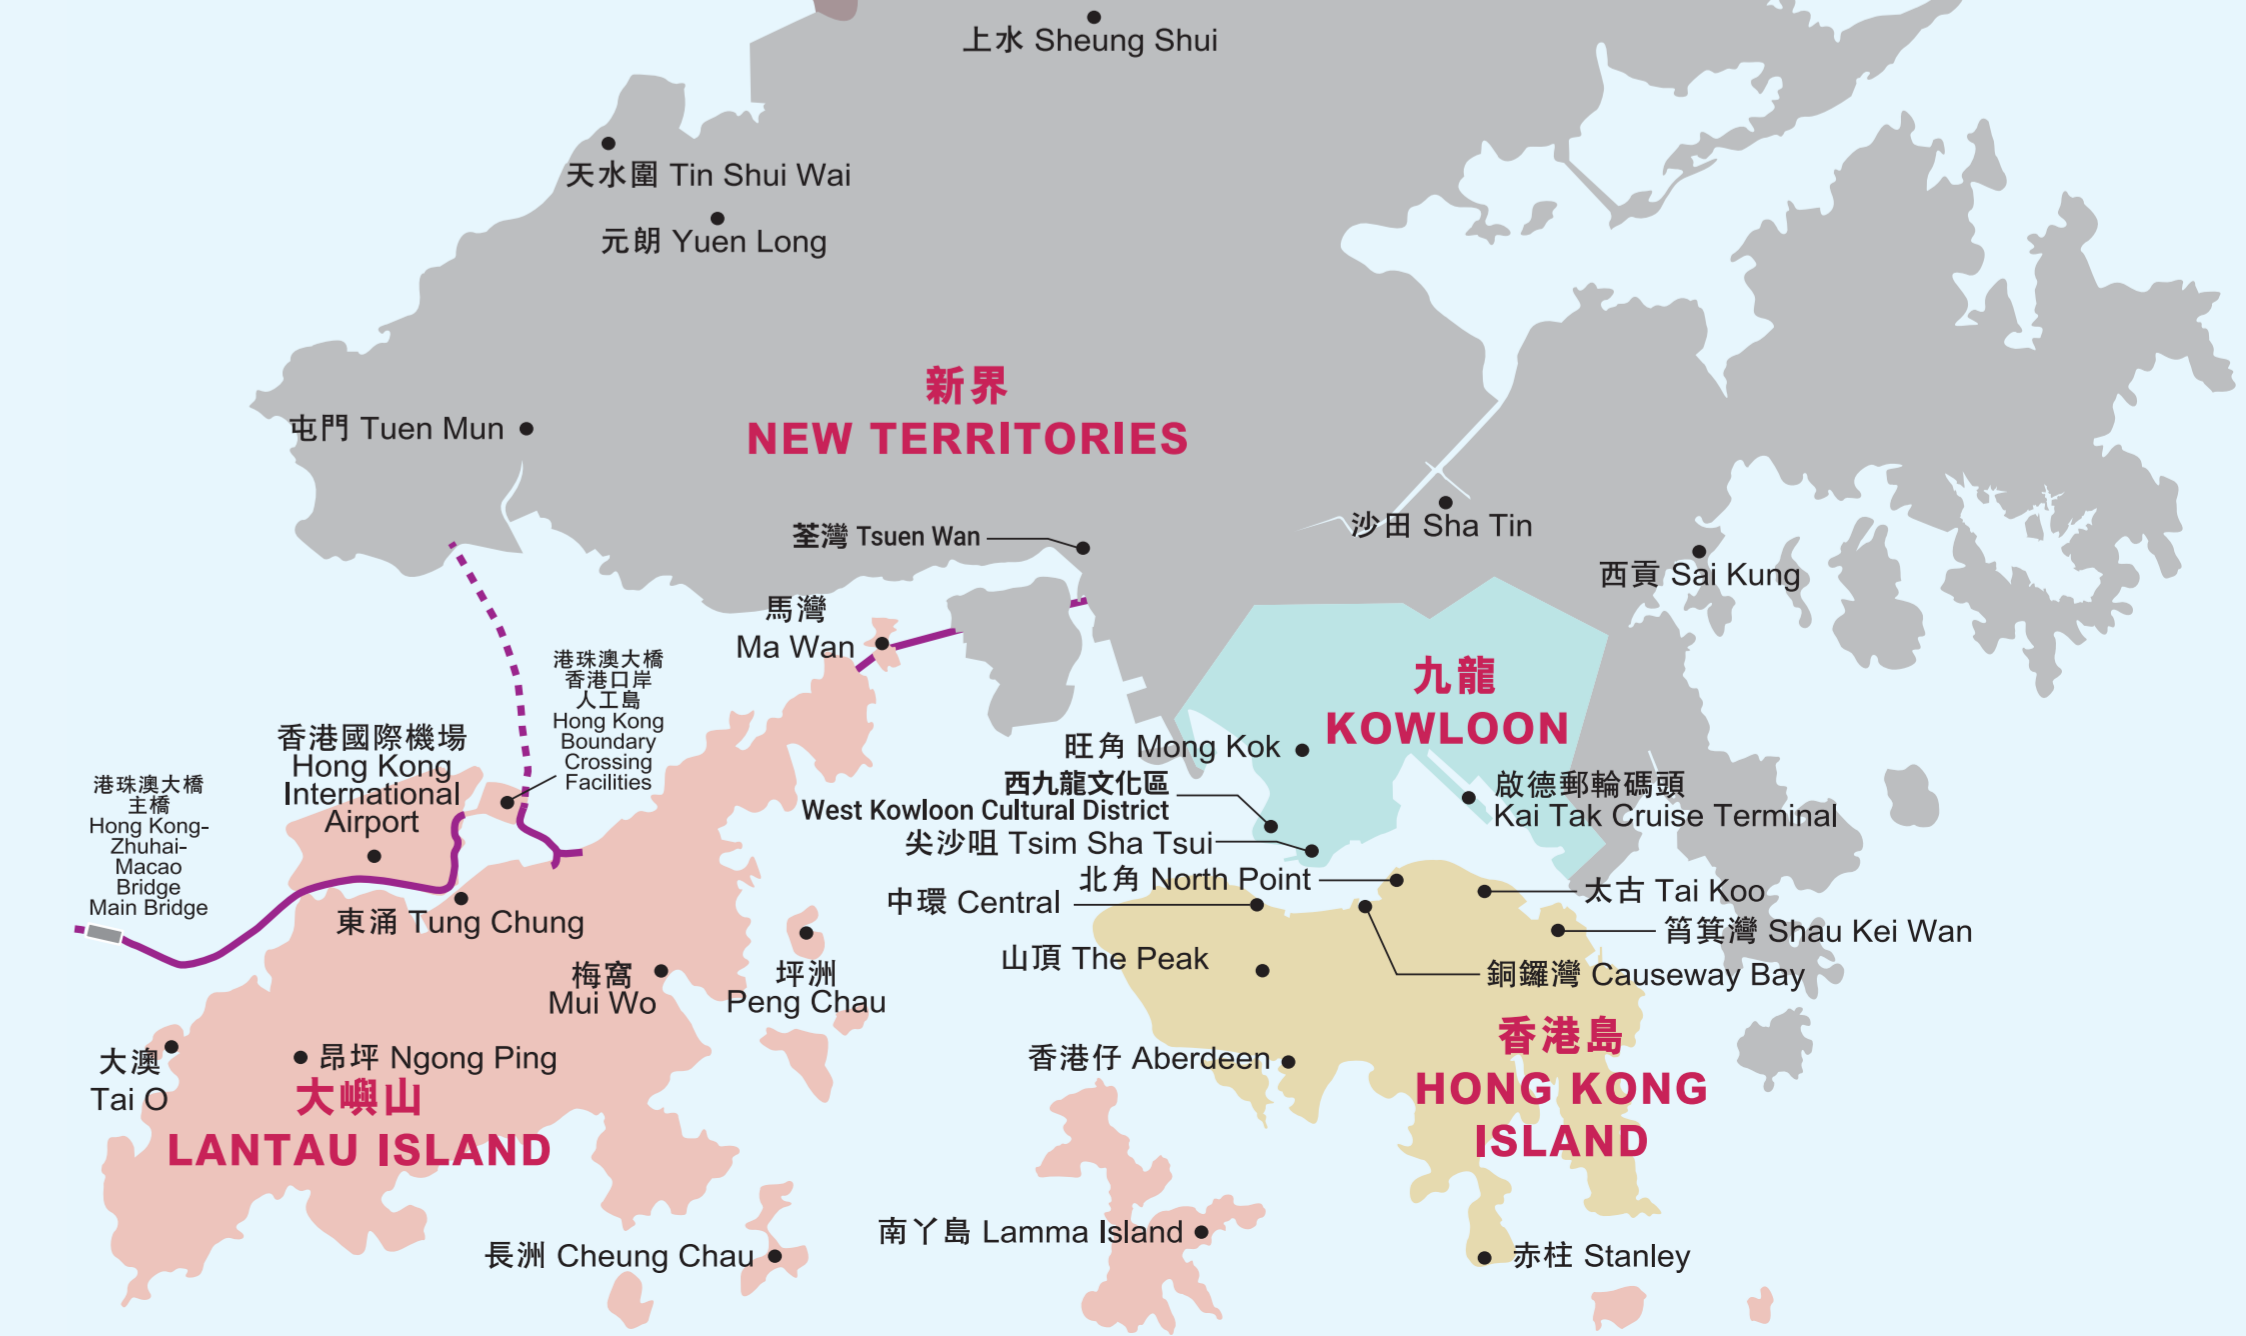 上水 Sheung Shui
天水圍 Tin Shui Wai
元朗 Yuen Long
新界
NEW TERRITORIES
屯門 Tuen Mun
荃灣 Tsuen Wan
沙田 Sha Tin
西貢 Sai Kung
馬灣
Ma Wan
港珠澳大橋
香港口岸
人工島
Hong Kong
Boundary
Crossing
Facilities
九龍
KOWLOON
香港國際機場
Hong Kong
International
Airport
旺角 Mong Kok
港珠澳大橋
主橋
Hong Kong-
Zhuhai-
Macao
Bridge
Main Bridge
西九龍文化區
West Kowloon Cultural District
啟德郵輪碼頭
Kai Tak Cruise Terminal
尖沙咀 Tsim Sha Tsui
北角 North Point
太古 Tai Koo
中環 Central
東涌 Tung Chung
筲箕灣 Shau Kei Wan
山頂 The Peak
銅鑼灣 Causeway Bay
梅窩
Mui Wo
坪洲
Peng Chau
大澳
Tai O
昂坪 Ngong Ping
大嶼山
LANTAU ISLAND
香港仔 Aberdeen
香港島
HONG KONG
ISLAND
南丫島 Lamma Island
長洲 Cheung Chau
赤柱 Stanley